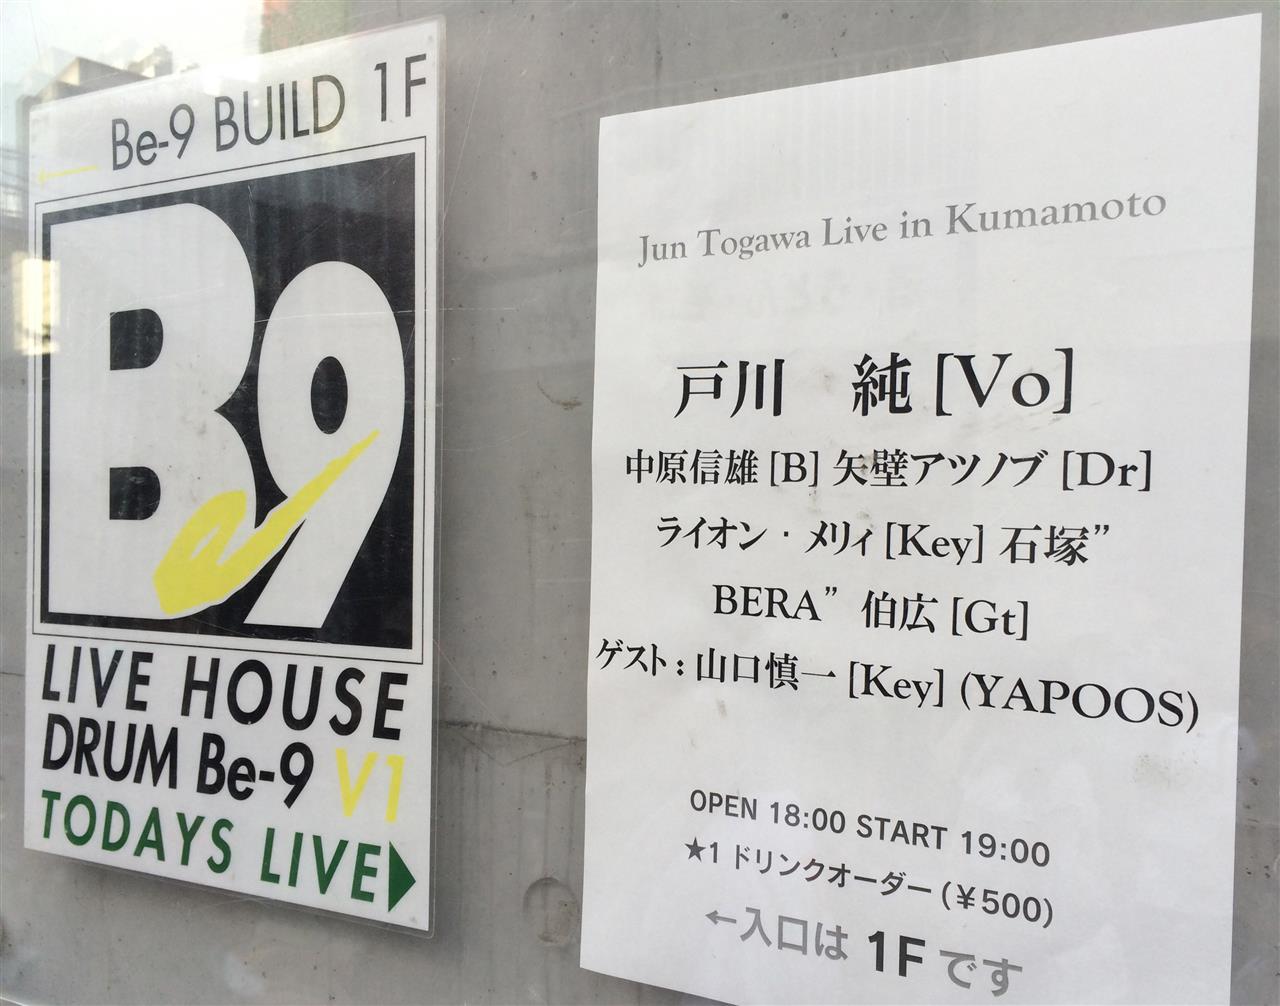 ← Be-9 BUILD 1F
Be9
LIVE HOUSE
DRUM Be-9 V1
TODAYS LIVE
Jun Togawa Live in Kumamoto
戸川　純 [Vo]
中原信雄 [B] 矢壁アツノブ [Dr]
ライオン・メリィ [Key] 石塚”
BERA” 伯広 [Gt]
ゲスト：山口慎一 [Key] (YAPOOS)
OPEN 18:00 START 19:00
★1 ドリンクオーダー (￥500)
←入口は 1F です